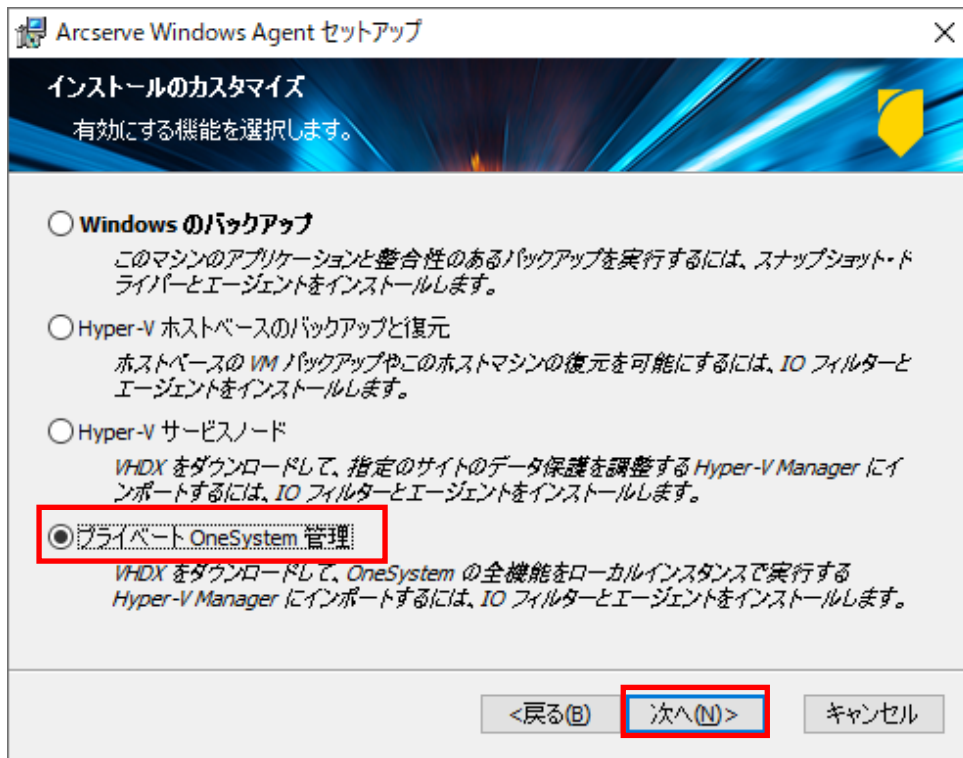 Arcserve Windows Agent セットアップ
インストールのカスタマイズ
有効にする機能を選択します。
Windows のバックアップ
このマシンのアプリケーションと整合性のあるバックアップを実行するには、スナップショット・ド
ライバーとエージェントをインストールします。
Hyper-V ホストベースのバックアップと復元
ホストベースの VM バックアップやこのホストマシンの復元を可能にするには、IO フィルターと
エージェントをインストールします。
Hyper-V サービスノード
VHDX をダウンロードして、指定のサイトのデータ保護を調整する Hyper-V Manager にイ
ンポートするには、IO フィルターとエージェントをインストールします。
プライベート OneSystem 管理
VHDX をダウンロードして、OneSystem の全機能をローカルインスタンスで実行する
Hyper-V Manager にインポートするには、IO フィルターとエージェントをインストールします。
<戻る(B) 次へ(N)> キャンセル